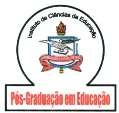 Instituto de Ciências da Educação
Pós-Graduação em Educação